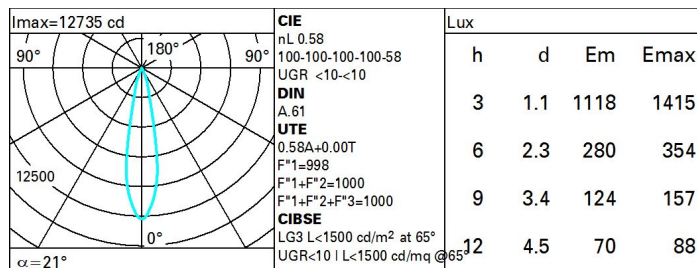 Imax=12735 cd
90°
180°
90°
12500
0°
α=21°
CIE
nL 0.58
100-100-100-100-58
UGR <10-<10
DIN
A.61
UTE
0.58A+0.00T
F"1=998
F"1+F"2=1000
F"1+F"2+F"3=1000
CIBSE
LG3 L<1500 cd/m² at 65°
UGR<10 | L<1500 cd/mq @65°
Lux
h d Em Emax
3 1.1 1118 1415
6 2.3 280 354
9 3.4 124 157
12 4.5 70 88